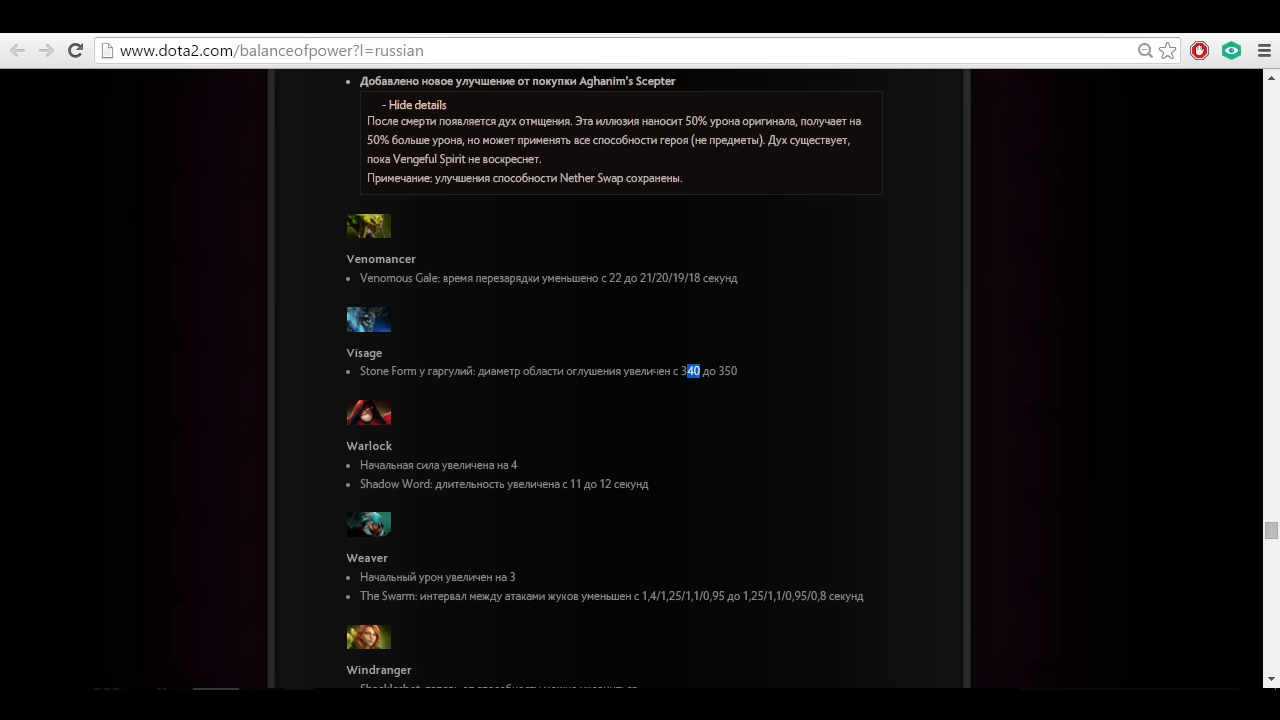 www.dota2.com/balanceofpower?l=russian
Добавлено новое улучшение от покупки Aghanim's Scepter
- Hide details
После смерти появляется дух отмщения. Эта иллюзия наносит 50% урона оригинала, получает на
50% больше урона, но может применять все способности героя (не предметы). Дух существует,
пока Vengeful Spirit не воскреснет.
Примечание: улучшения способности Nether Swap сохранены.
Venomancer
Venomous Gale: время перезарядки уменьшено с 22 до 21/20/19/18 секунд
Visage
Stone Form у гаргулий: диаметр области оглушения увеличен с 340 до 350
Warlock
Начальная сила увеличена на 4
Shadow Word: длительность увеличена с 11 до 12 секунд
Weaver
Начальный урон увеличен на 3
The Swarm: интервал между атаками жуков уменьшен с 1,4/1,25/1,1/0,95 до 1,25/1,1/0,95/0,8 секунд
Windranger